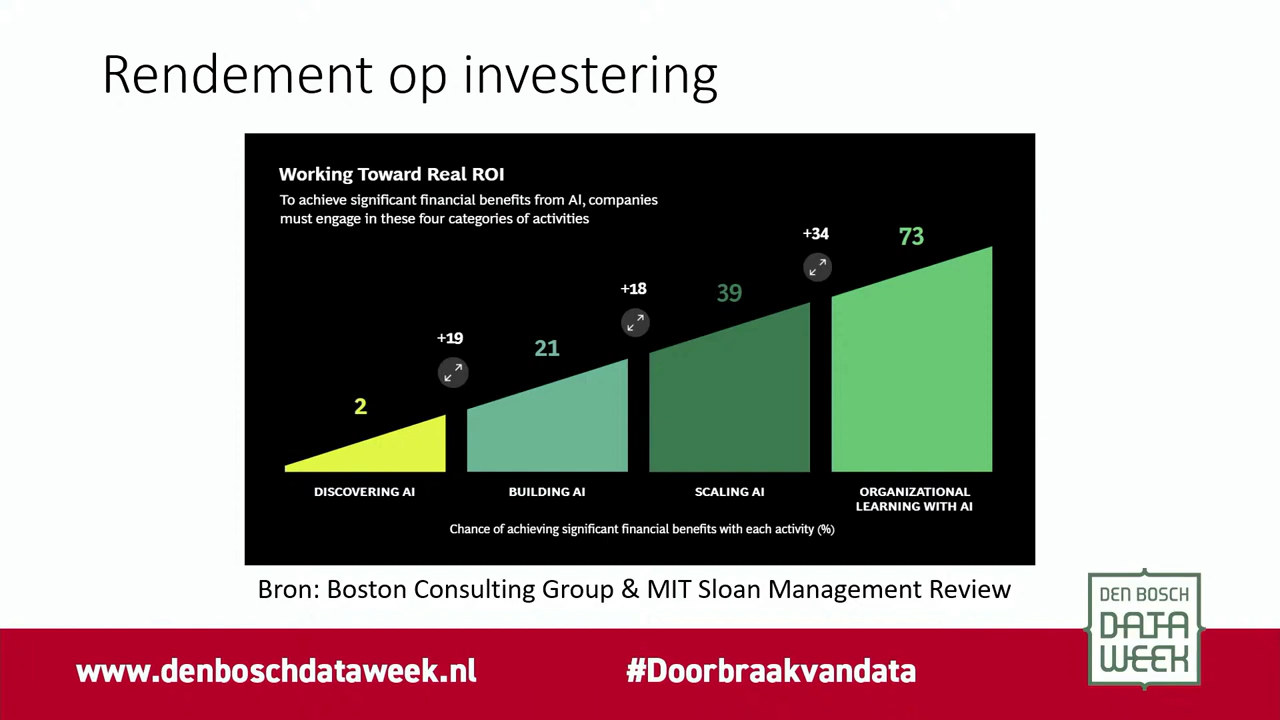 Rendement op investering
Working Toward Real ROI
To achieve significant financial benefits from AI, companies
must engage in these four categories of activities
2
+19
21
+18
39
+34
73
DISCOVERING AI
BUILDING AI
SCALING AI
ORGANIZATIONAL
LEARNING WITH AI
Chance of achieving significant financial benefits with each activity (%)
Bron: Boston Consulting Group & MIT Sloan Management Review
www.denboschdataweek.nl
#Doorbraakvandata
DEN BOSCH
DATA
WEEK